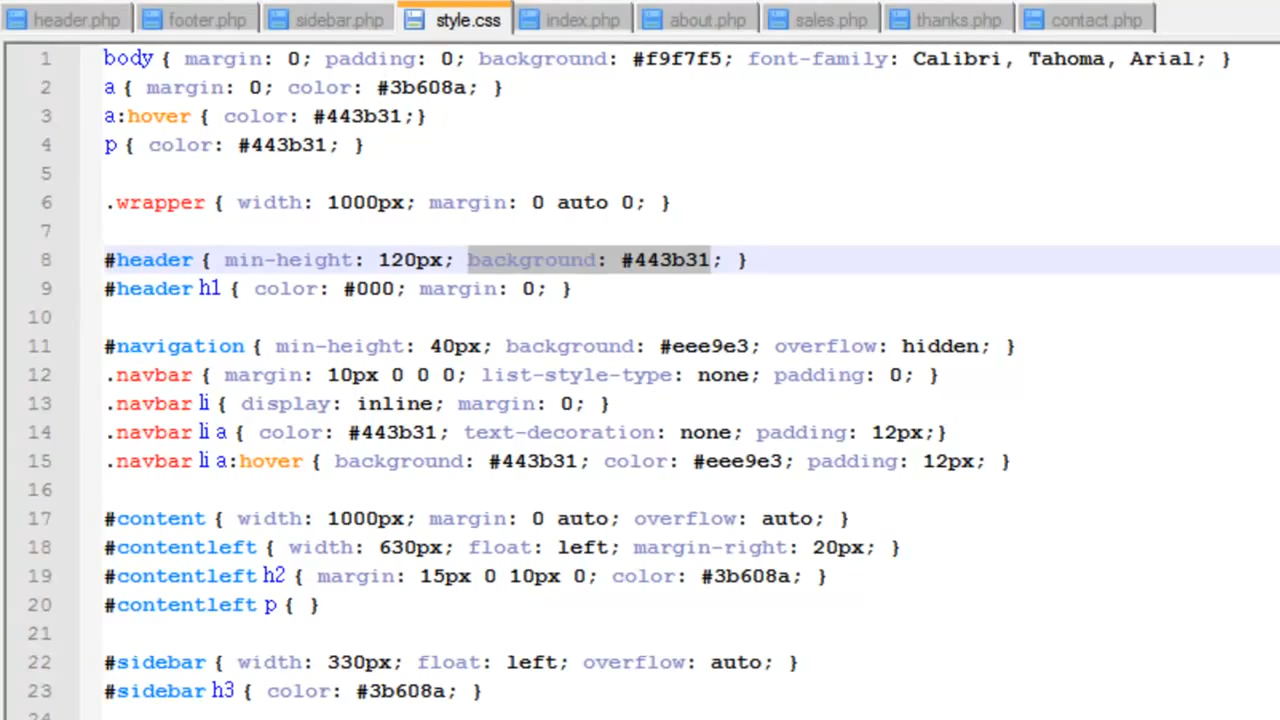 header.php footer.php sidebar.php style.css index.php about.php sales.php thanks.php contact.php
1 body { margin: 0; padding: 0; background: #f9f7f5; font-family: Calibri, Tahoma, Arial; }
2 a { margin: 0; color: #3b608a; }
3 a:hover { color: #443b31;}
4 p { color: #443b31; }
5
6 .wrapper { width: 1000px; margin: 0 auto 0; }
7
8 #header { min-height: 120px; background: #443b31; }
9 #header h1 { color: #000; margin: 0; }
10
11 #navigation { min-height: 40px; background: #eee9e3; overflow: hidden; }
12 .navbar { margin: 10px 0 0 0; list-style-type: none; padding: 0; }
13 .navbar li { display: inline; margin: 0; }
14 .navbar li a { color: #443b31; text-decoration: none; padding: 12px;}
15 .navbar li a:hover { background: #443b31; color: #eee9e3; padding: 12px; }
16
17 #content { width: 1000px; margin: 0 auto; overflow: auto; }
18 #contentleft { width: 630px; float: left; margin-right: 20px; }
19 #contentleft h2 { margin: 15px 0 10px 0; color: #3b608a; }
20 #contentleft p { }
21
22 #sidebar { width: 330px; float: left; overflow: auto; }
23 #sidebar h3 { color: #3b608a; }
24